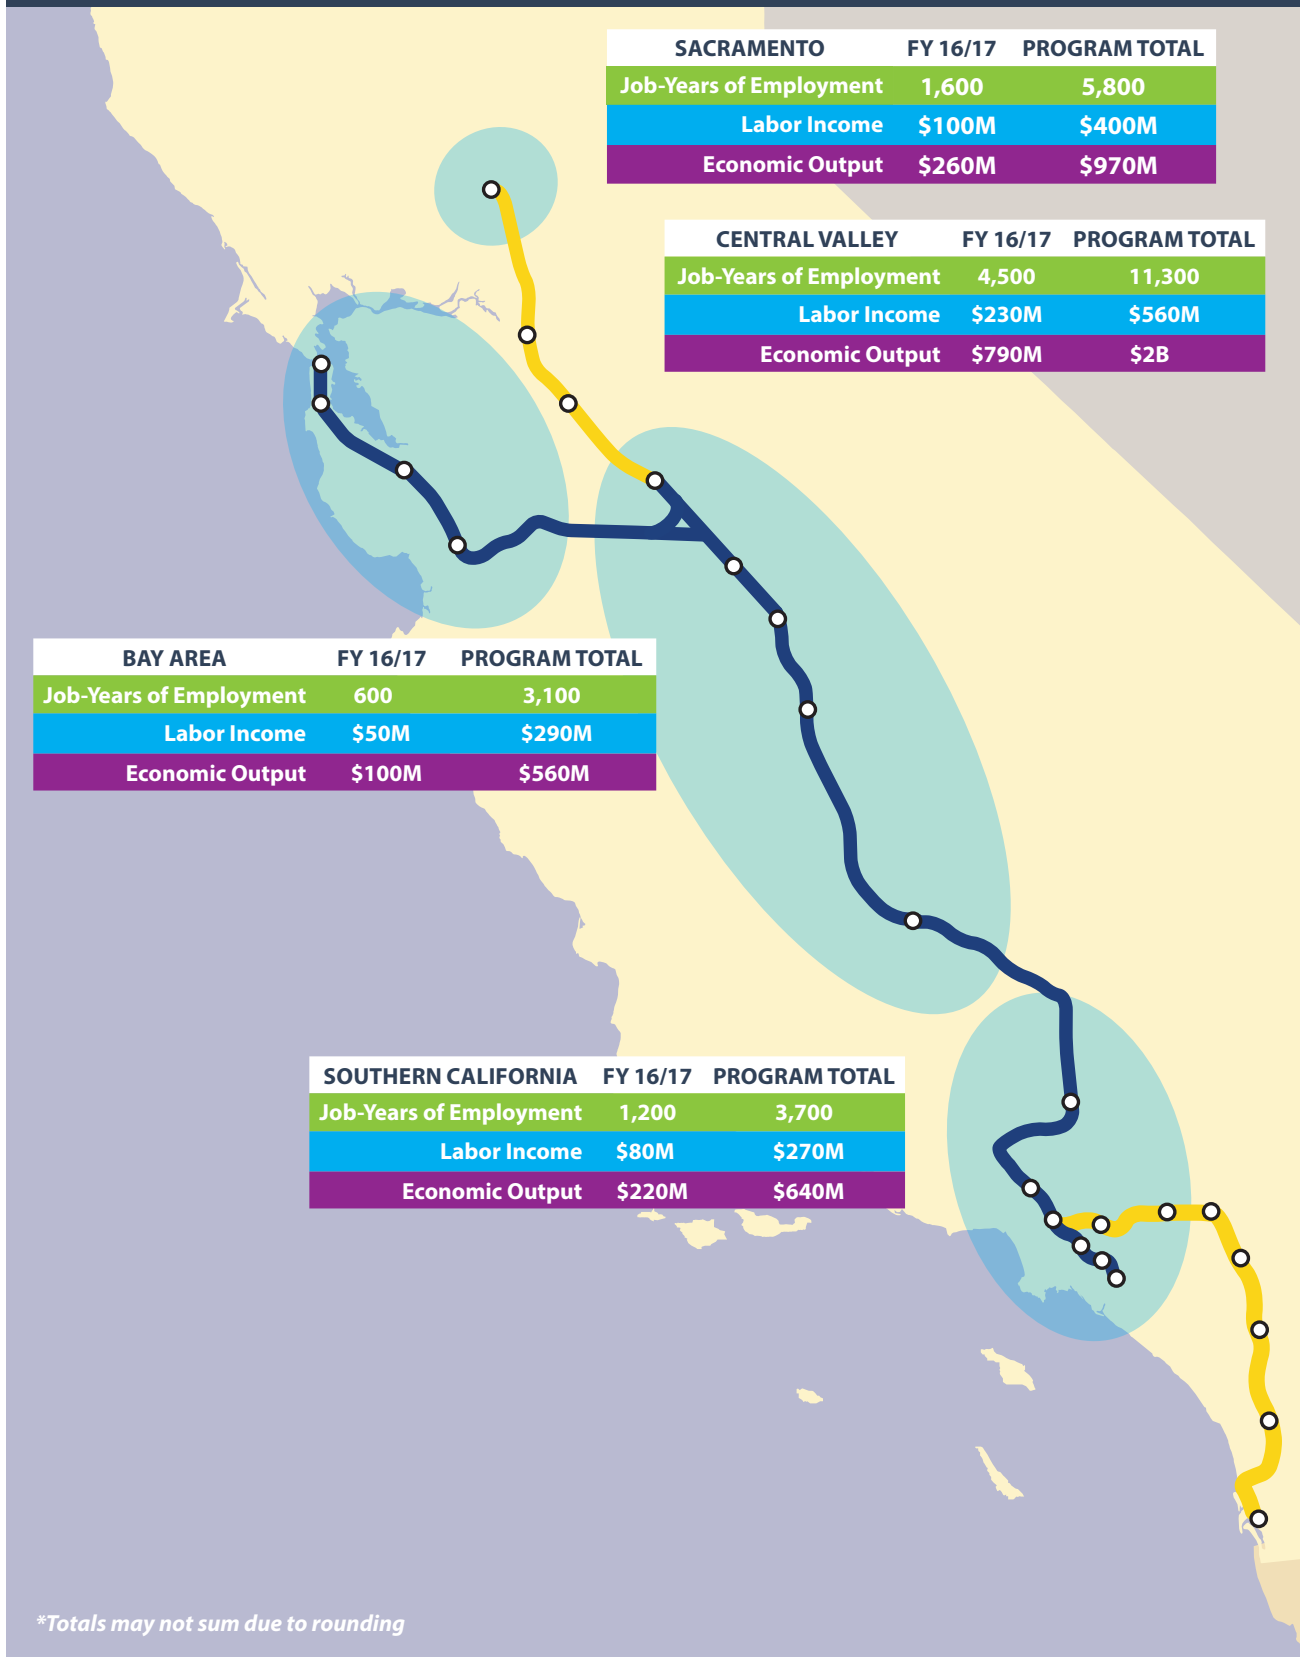 SACRAMENTO FY 16/17 PROGRAM TOTAL
Job-Years of Employment 1,600 5,800
Labor Income $100M $400M
Economic Output $260M $970M
CENTRAL VALLEY FY 16/17 PROGRAM TOTAL
Job-Years of Employment 4,500 11,300
Labor Income $230M $560M
Economic Output $790M $2B
BAY AREA FY 16/17 PROGRAM TOTAL
Job-Years of Employment 600 3,100
Labor Income $50M $290M
Economic Output $100M $560M
SOUTHERN CALIFORNIA FY 16/17 PROGRAM TOTAL
Job-Years of Employment 1,200 3,700
Labor Income $80M $270M
Economic Output $220M $640M
*Totals may not sum due to rounding